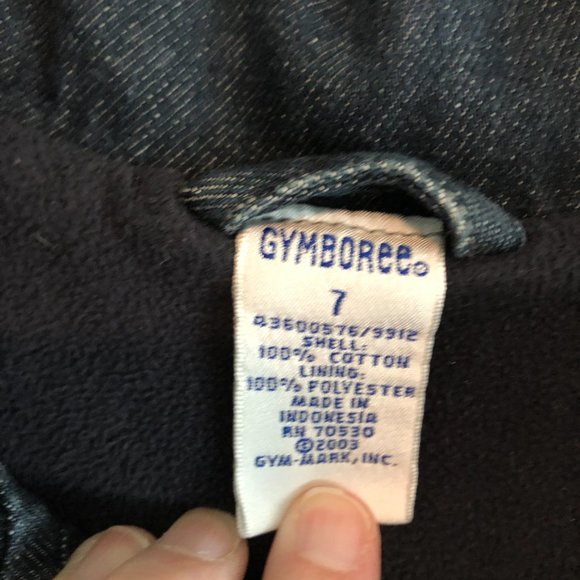 GYMBOREE®
7
43600576/9912
SHELL:
100% COTTON
LINING:
100% POLYESTER
MADE IN
INDONESIA
RN 70530
©2003
GYM-MARK, INC.